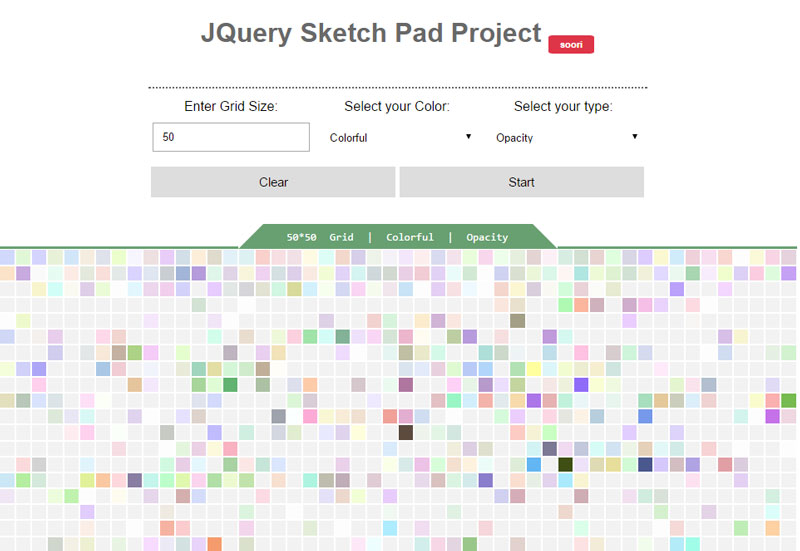 JQuery Sketch Pad Project soori
Enter Grid Size: Select your Color: Select your type:
50 Colorful Opacity
Clear Start
50*50 Grid | Colorful | Opacity